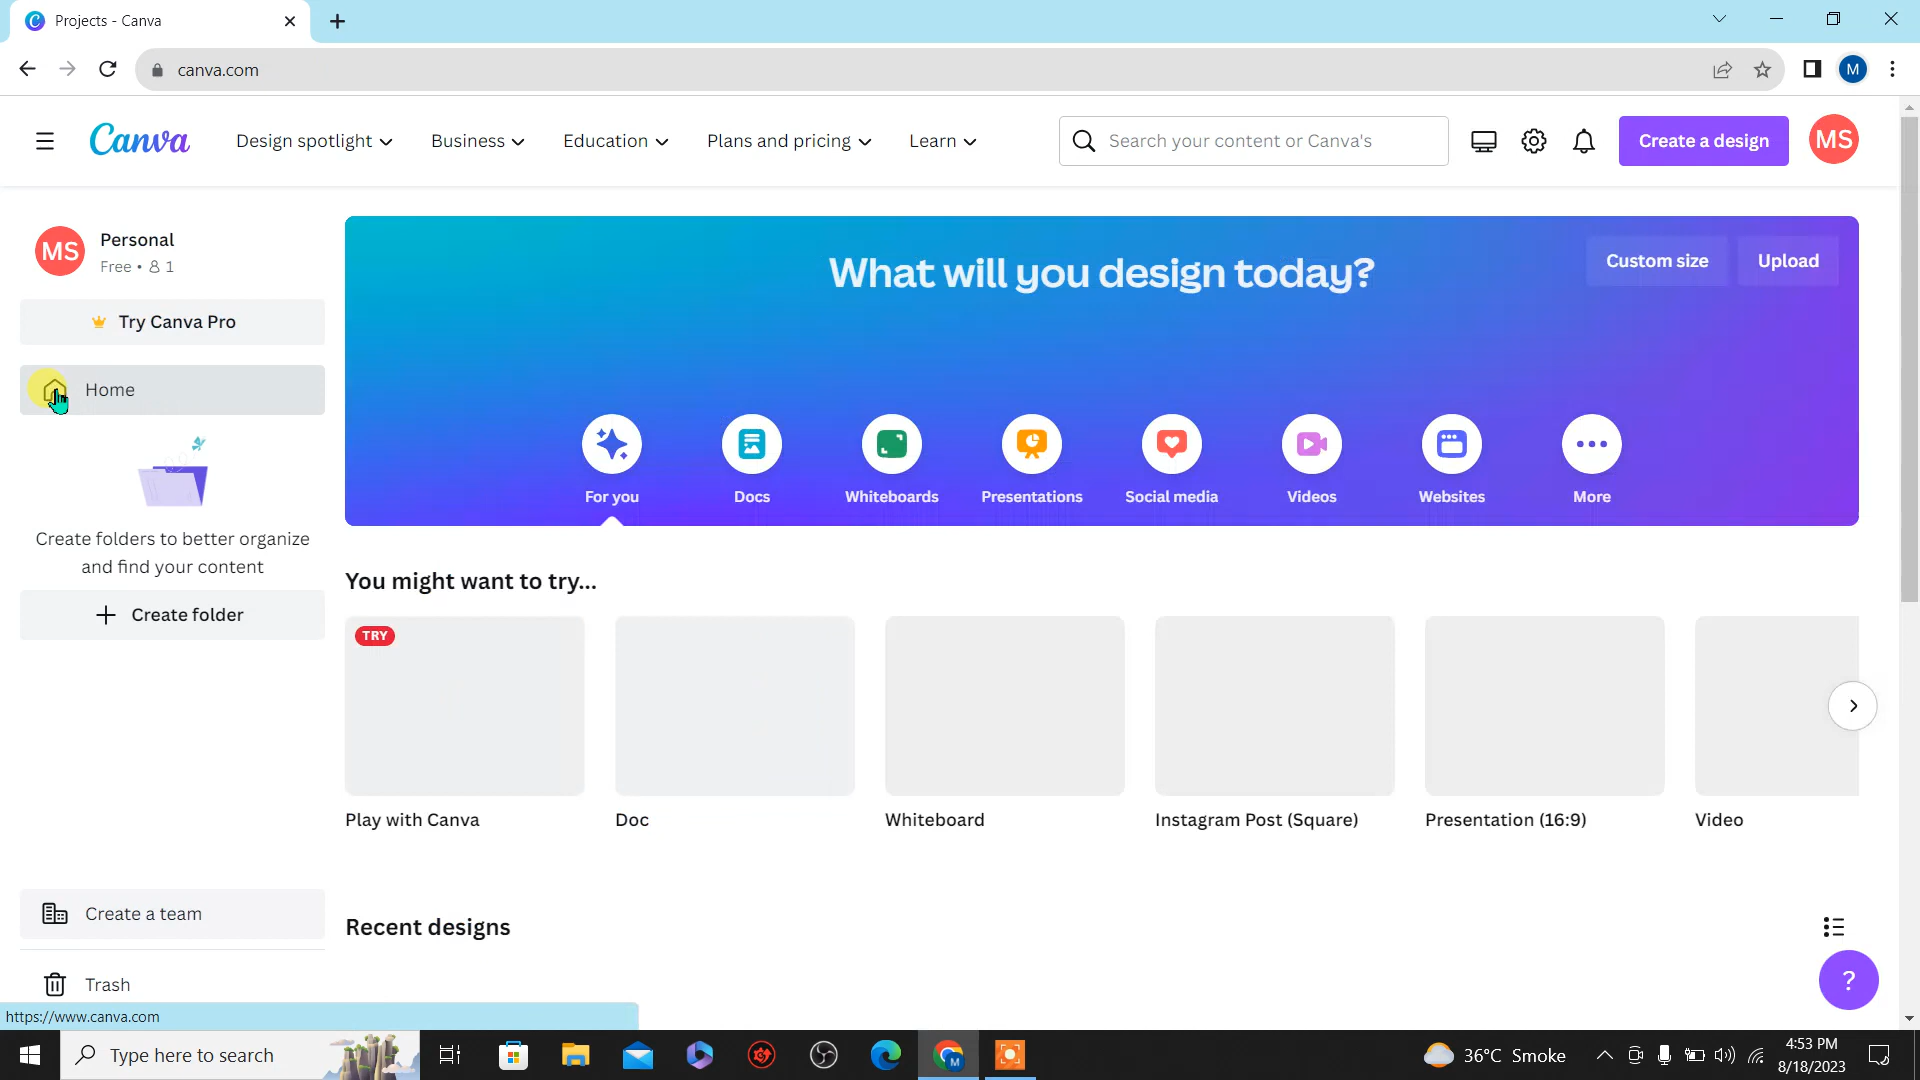 Projects - Canva
canva.com
Canva
Design spotlight
Business
Education
Plans and pricing
Learn
Search your content or Canva's
Create a design
MS
MS
Personal
Free • 1
Try Canva Pro
Home
Create folders to better organize
and find your content
Create folder
Create a team
Trash
What will you design today?
Custom size
Upload
For you
Docs
Whiteboards
Presentations
Social media
Videos
Websites
More
You might want to try...
TRY
Play with Canva
Doc
Whiteboard
Instagram Post (Square)
Presentation (16:9)
Video
Recent designs
?
https://www.canva.com
Type here to search
36°C Smoke
4:53 PM
8/18/2023
M